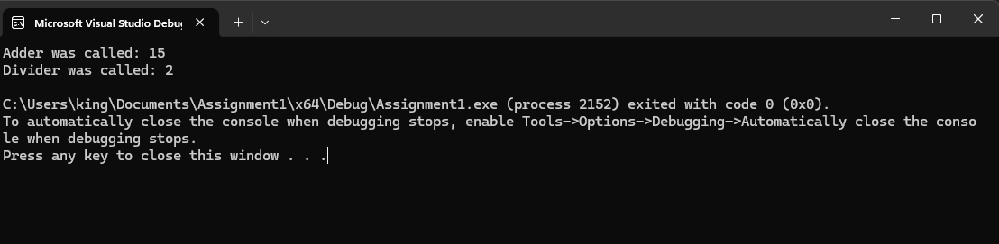 Microsoft Visual Studio Debug
Adder was called: 15
Divider was called: 2
C:\Users\king\Documents\Assignment1\x64\Debug\Assignment1.exe (process 2152) exited with code 0 (0x0).
To automatically close the console when debugging stops, enable Tools->Options->Debugging->Automatically close the conso
le when debugging stops.
Press any key to close this window . . .